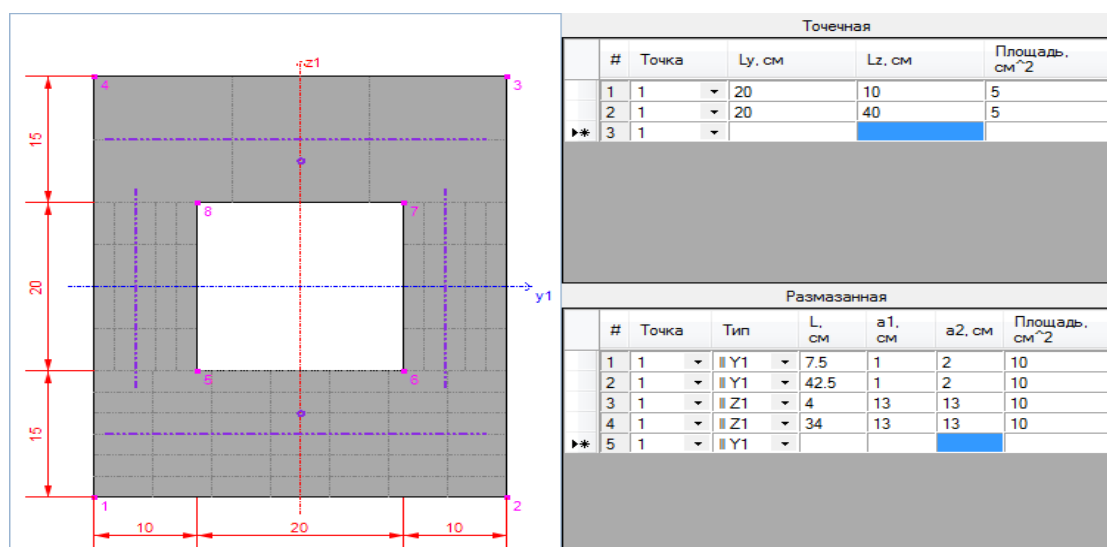 z1
4
3
15
8
7
20
y1
5
6
15
1
2
10
20
10
Точечная
# Точка Ly, см Lz, см Площадь, см^2
1 1 20 10 5
2 1 20 40 5
3 1
Размазанная
# Точка Тип L, см a1, см a2, см Площадь, см^2
1 1 Y1 7.5 1 2 10
2 1 Y1 42.5 1 2 10
3 1 Z1 4 13 13 10
4 1 Z1 34 13 13 10
5 1 Y1